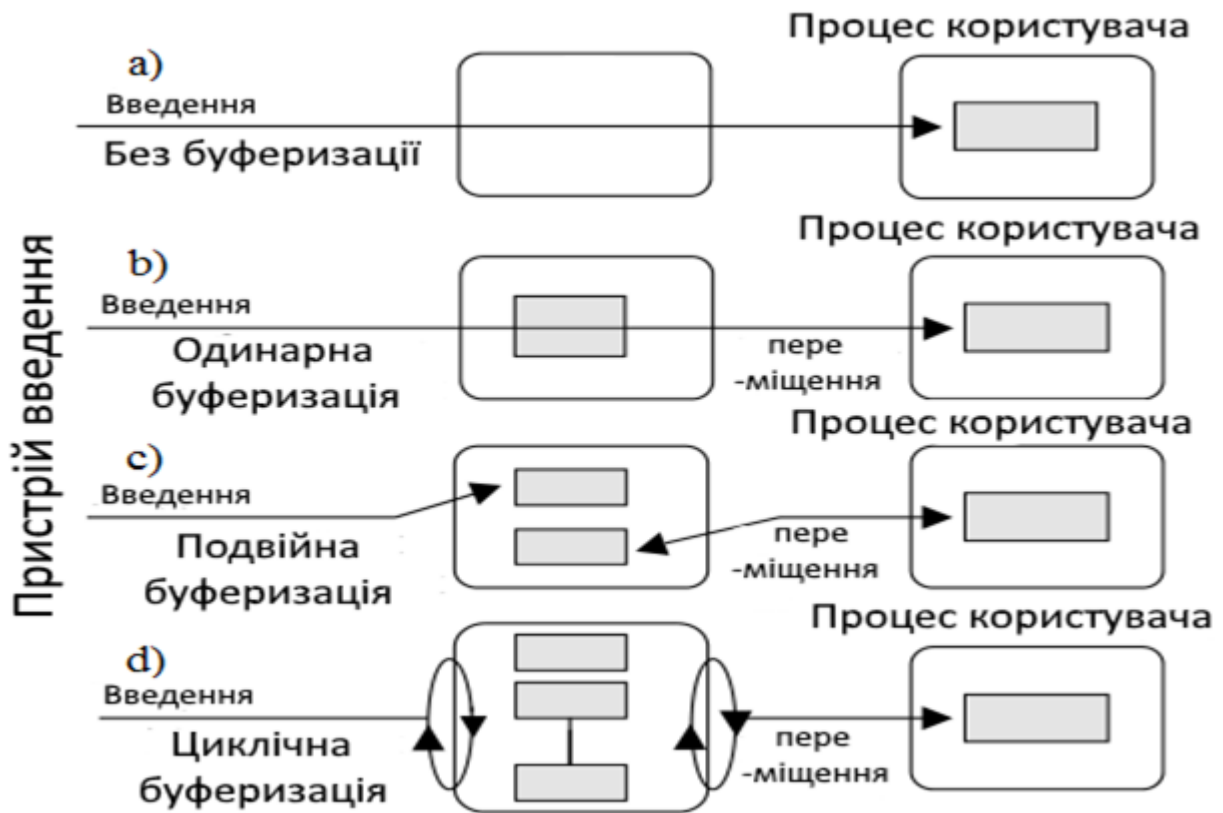 Пристрій введення
Процес користувача
a)
Введення
Без буферизації
Процес користувача
b)
Введення
Одинарна
буферизація
пере
-міщення
Процес користувача
c)
Введення
Подвійна
буферизація
пере
-міщення
Процес користувача
d)
Введення
Циклічна
буферизація
пере
-міщення